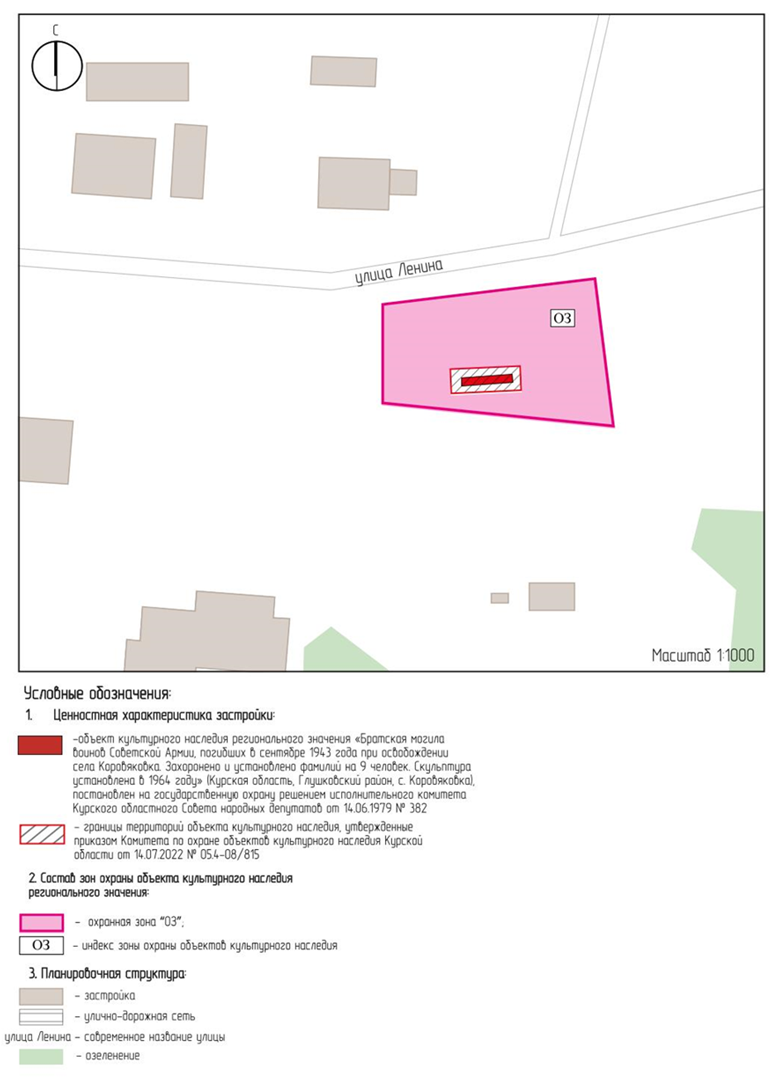 С
улица Ленина
ОЗ
Масштаб 1:1000
Условные обозначения:
1. Ценностная характеристика застройки:
-объект культурного наследия регионального значения «Братская могила
воинов Советской Армии, погибших в сентябре 1943 года при освобождении
села Коровяковка. Захоронено и установлено фамилий на 9 человек. Скульптура
установлена в 1964 году» (Курская область, Глушковский район, с. Коровяковка),
постановлен на государственную охрану решением исполнительного комитета
Курского областного Совета народных депутатов от 14.06.1979 № 382
- границы территорий объекта культурного наследия, утвержденные
приказом Комитета по охране объектов культурного наследия Курской
области от 14.07.2022 № 05.4-08/815
2. Состав зон охраны объекта культурного наследия
регионального значения:
- охранная зона "ОЗ";
ОЗ - индекс зоны охраны объектов культурного наследия
3. Планировочная структура:
- застройка
- улично-дорожная сеть
улица Ленина - современное название улицы
- озеленение